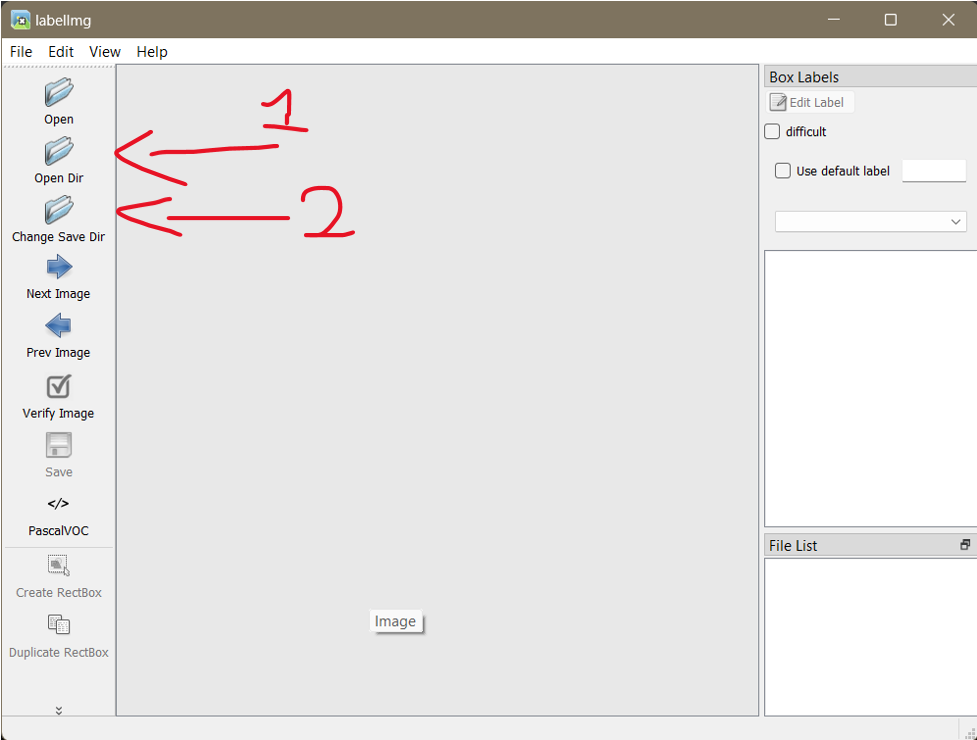 labelImg
File Edit View Help
Open
Open Dir
Change Save Dir
Next Image
Prev Image
Verify Image
Save
</>
PascalVOC
Create RectBox
Duplicate RectBox
1
2
Image
Box Labels
Edit Label
difficult
Use default label
File List